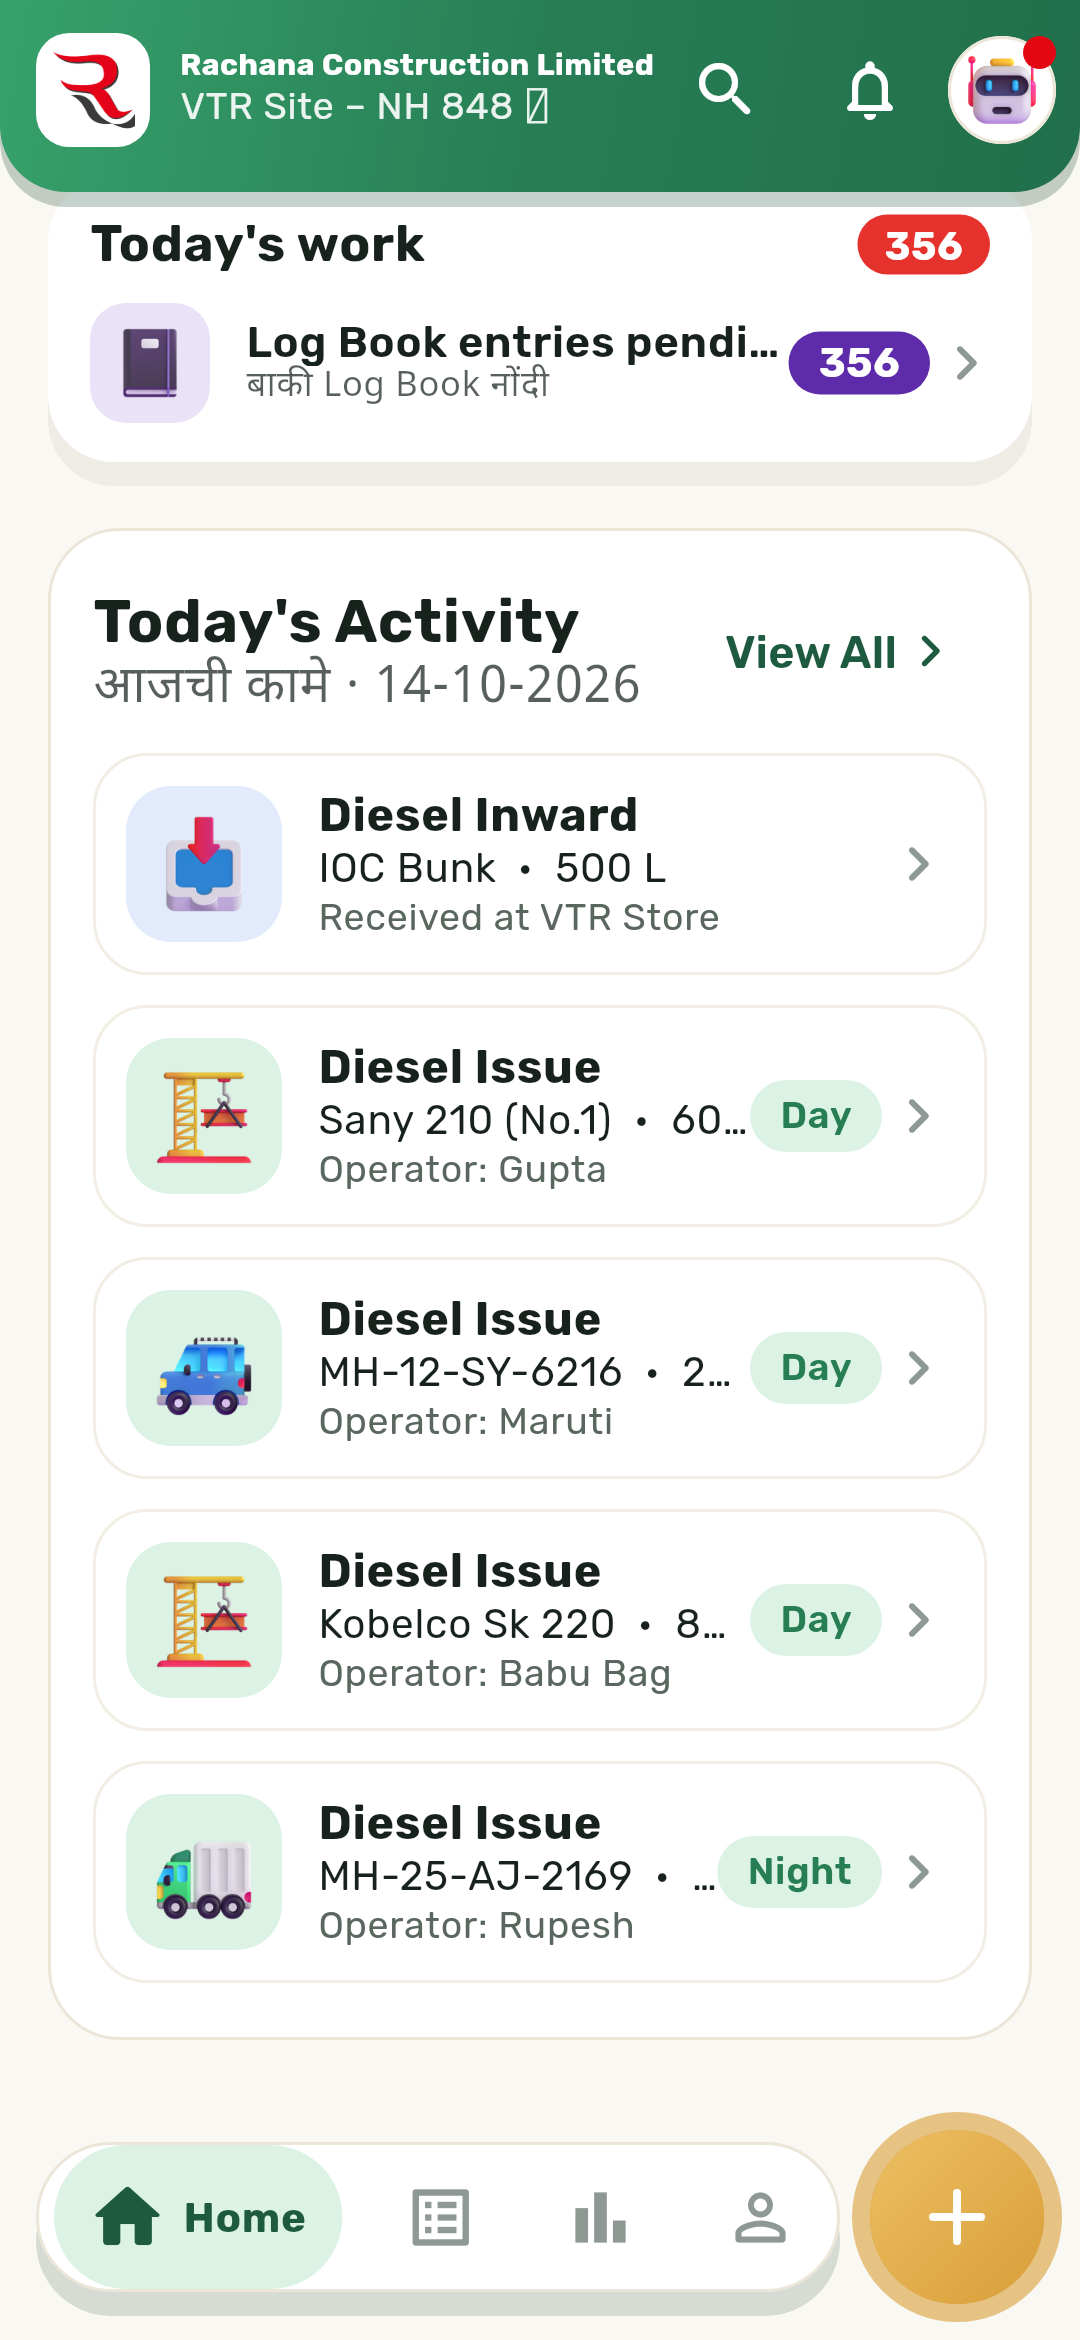 Rachana Construction Limited
VTR Site – NH 848
Today's work
356
Log Book entries pendi...
बाकी Log Book नोंदी
356
Today's Activity
आजची कामे · 14-10-2026
View All
Diesel Inward
IOC Bunk • 500 L
Received at VTR Store
Diesel Issue
Sany 210 (No.1) • 60...
Operator: Gupta
Day
Diesel Issue
MH-12-SY-6216 • 2...
Operator: Maruti
Day
Diesel Issue
Kobelco Sk 220 • 8...
Operator: Babu Bag
Day
Diesel Issue
MH-25-AJ-2169 • ...
Operator: Rupesh
Night
Home